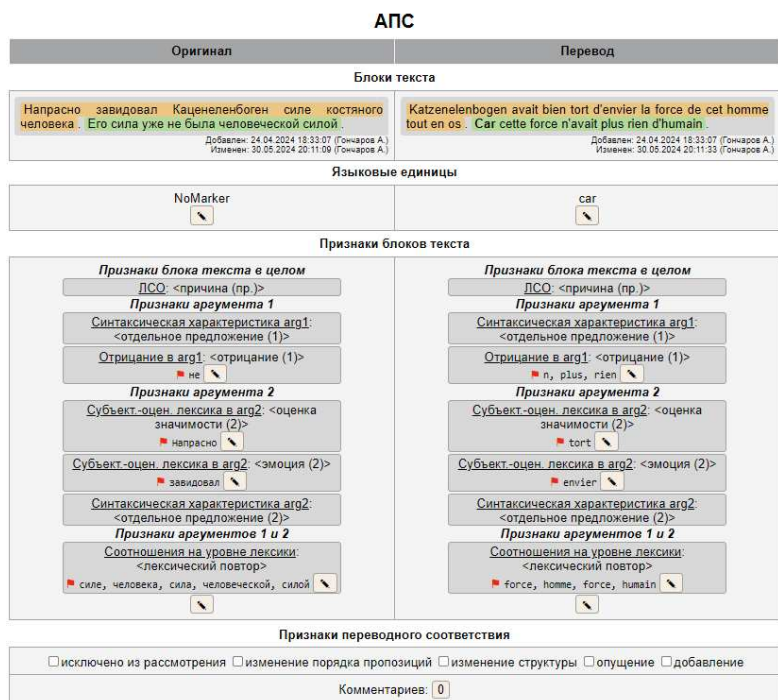 АПС
Оригинал
Перевод
Блоки текста
Напрасно завидовал Каценеленбоген силе костяного
человека . Его сила уже не была человеческой силой .
Добавлен: 24.04.2024 18:33:07 (Гончаров А.)
Изменен: 30.05.2024 20:11:09 (Гончаров А.)
Katzenelenbogen avait bien tort d'envier la force de cet homme
tout en os . Car cette force n'avait plus rien d'humain .
Добавлен: 24.04.2024 18:33:07 (Гончаров А.)
Изменен: 30.05.2024 20:11:33 (Гончаров А.)
Языковые единицы
NoMarker
car
Признаки блоков текста
Признаки блока текста в целом
ЛСО: <причина (пр.)>
Признаки аргумента 1
Синтаксическая характеристика arg1:
<отдельное предложение (1)>
Отрицание в arg1: <отрицание (1)>
не
Признаки аргумента 2
Субъект.-оцен. лексика в arg2: <оценка
значимости (2)>
Напрасно
Субъект.-оцен. лексика в arg2: <эмоция (2)>
завидовал
Синтаксическая характеристика arg2:
<отдельное предложение (2)>
Признаки аргументов 1 и 2
Соотношения на уровне лексики:
<лексический повтор>
силе, человека, сила, человеческой, силой
Признаки блока текста в целом
ЛСО: <причина (пр.)>
Признаки аргумента 1
Синтаксическая характеристика arg1:
<отдельное предложение (1)>
Отрицание в arg1: <отрицание (1)>
n, plus, rien
Признаки аргумента 2
Субъект.-оцен. лексика в arg2: <оценка
значимости (2)>
tort
Субъект.-оцен. лексика в arg2: <эмоция (2)>
envier
Синтаксическая характеристика arg2:
<отдельное предложение (2)>
Признаки аргументов 1 и 2
Соотношения на уровне лексики:
<лексический повтор>
force, homme, force, humain
Признаки переводного соответствия
исключено из рассмотрения изменение порядка пропозиций изменение структуры опущение добавление
Комментариев: 0